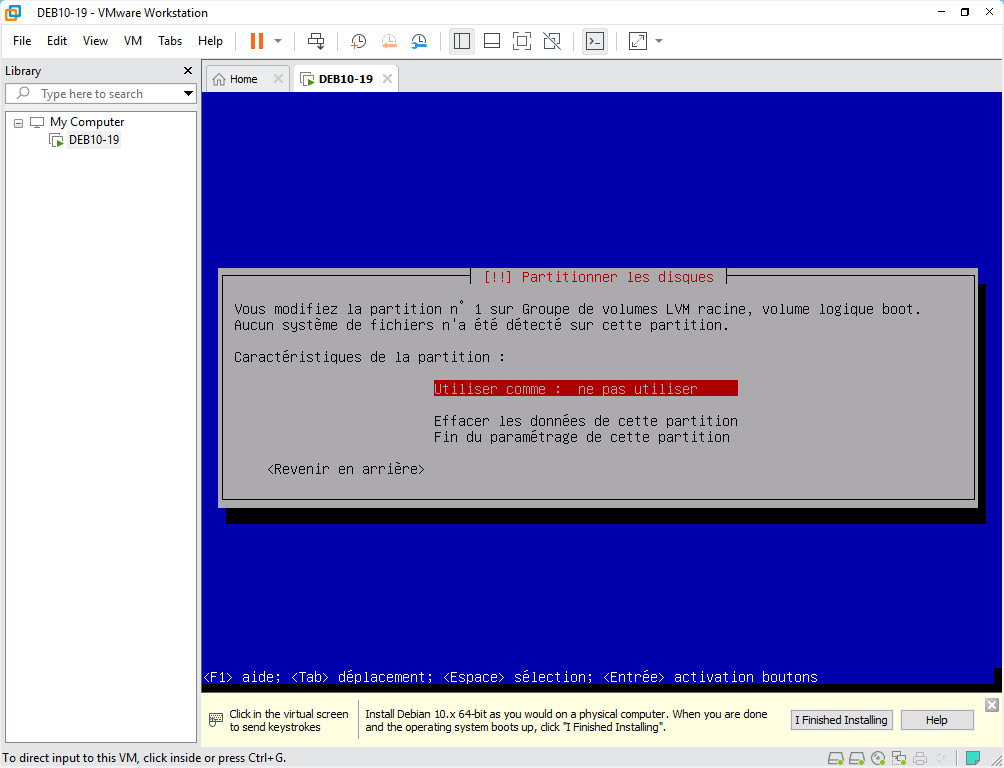 DEB10-19 - VMware Workstation
File Edit View VM Tabs Help
Library
Type here to search
My Computer
DEB10-19
Home
DEB10-19
[!!] Partitionner les disques
Vous modifiez la partition n° 1 sur Groupe de volumes LVM racine, volume logique boot.
Aucun système de fichiers n'a été détecté sur cette partition.
Caractéristiques de la partition :
Utiliser comme : ne pas utiliser
Effacer les données de cette partition
Fin du paramétrage de cette partition
<Revenir en arrière>
<F1> aide; <Tab> déplacement; <Espace> sélection; <Entrée> activation boutons
Click in the virtual screen
to send keystrokes
Install Debian 10.x 64-bit as you would on a physical computer. When you are done
and the operating system boots up, click "I Finished Installing".
I Finished Installing
Help
To direct input to this VM, click inside or press Ctrl+G.